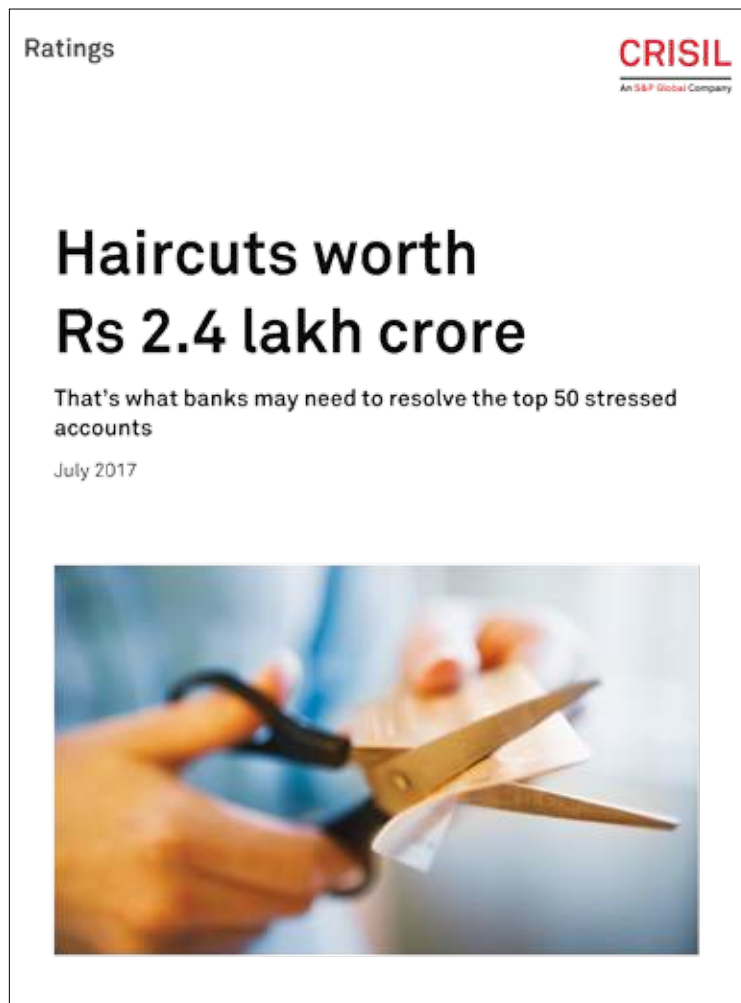 Ratings
CRISIL
An S&P Global Company
Haircuts worth
Rs 2.4 lakh crore
That's what banks may need to resolve the top 50 stressed
accounts
July 2017